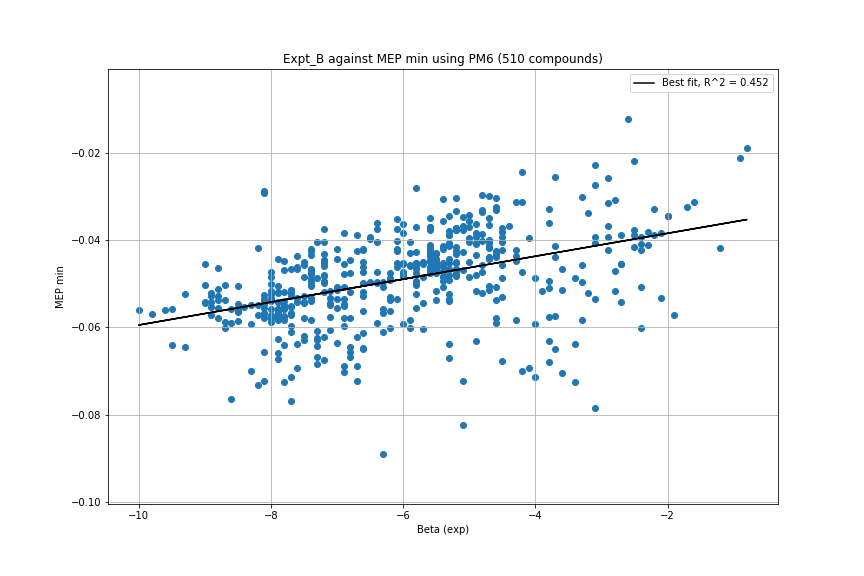 Expt_B against MEP min using PM6 (510 compounds)
Best fit, R^2 = 0.452
−0.02
−0.04
−0.06
−0.08
−0.10
MEP min
−10
−8
−6
−4
−2
Beta (exp)